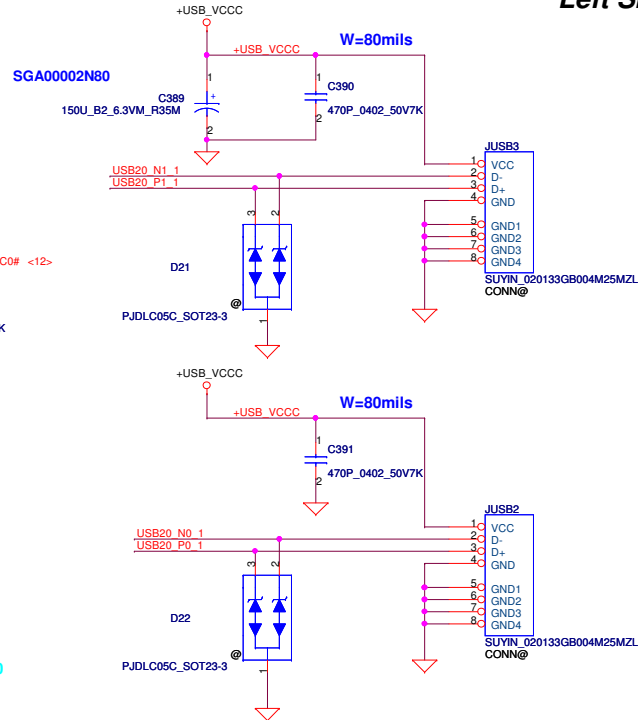 Left S
+USB_VCCC
+USB_VCCC
W=80mils
SGA00002N80
1
C389
150U_B2_6.3VM_R35M
+
2
1
C390
470P_0402_50V7K
2
JUSB3
USB20_N1_1
USB20_P1_1
1 VCC
2 D-
3 D+
4 GND
5 GND1
6 GND2
7 GND3
8 GND4
SUYIN_020133GB004M25MZL
CONN@
3 2
C0# <12>
D21
@
PJDLC05C_SOT23-3
1
K
+USB_VCCC
+USB_VCCC
W=80mils
1
C391
470P_0402_50V7K
2
JUSB2
USB20_N0_1
USB20_P0_1
1 VCC
2 D-
3 D+
4 GND
5 GND1
6 GND2
7 GND3
8 GND4
SUYIN_020133GB004M25MZL
CONN@
3 2
D22
@
PJDLC05C_SOT23-3
1